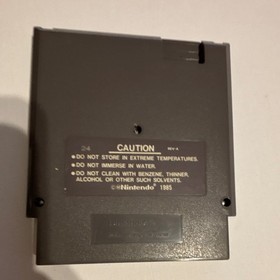 CAUTION
REV-A
•DO NOT STORE IN EXTREME TEMPERATURES.
•DO NOT IMMERSE IN WATER.
•DO NOT CLEAN WITH BENZENE, THINNER,
ALCOHOL OR OTHER SUCH SOLVENTS.
©®Nintendo 1985